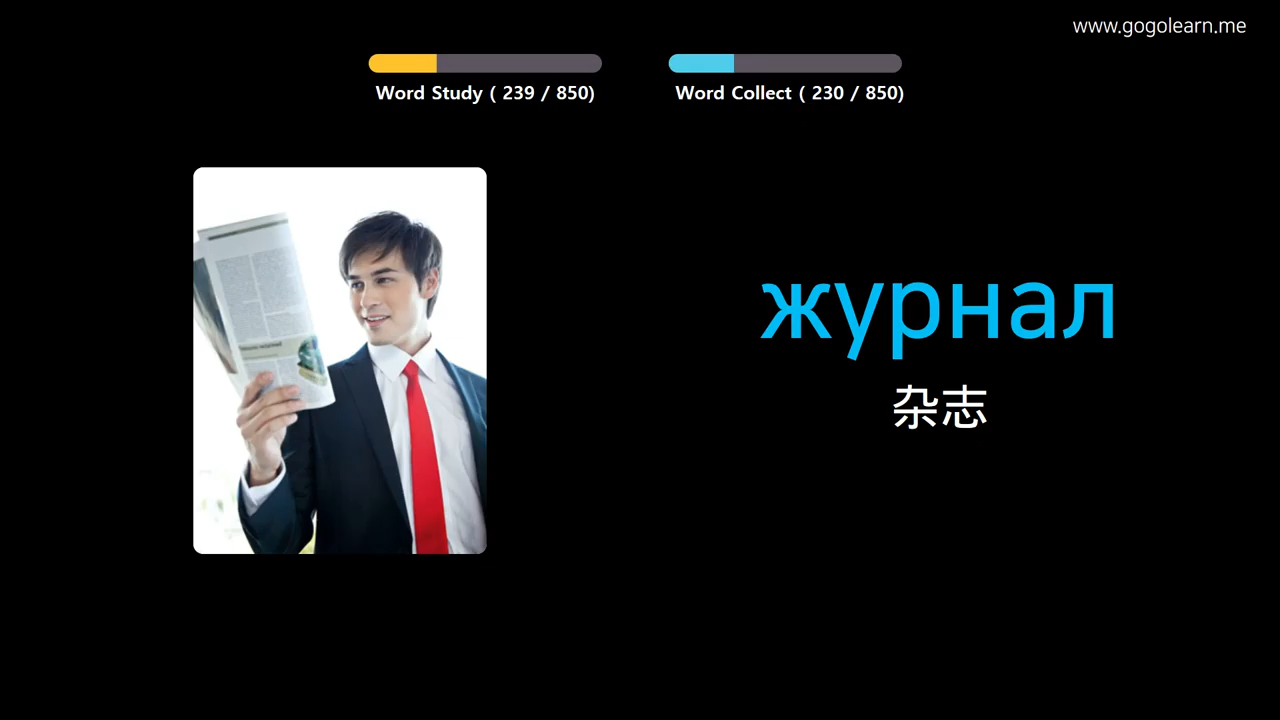 www.gogolearn.me
Word Study ( 239 / 850)
Word Collect ( 230 / 850)
журнал
杂志